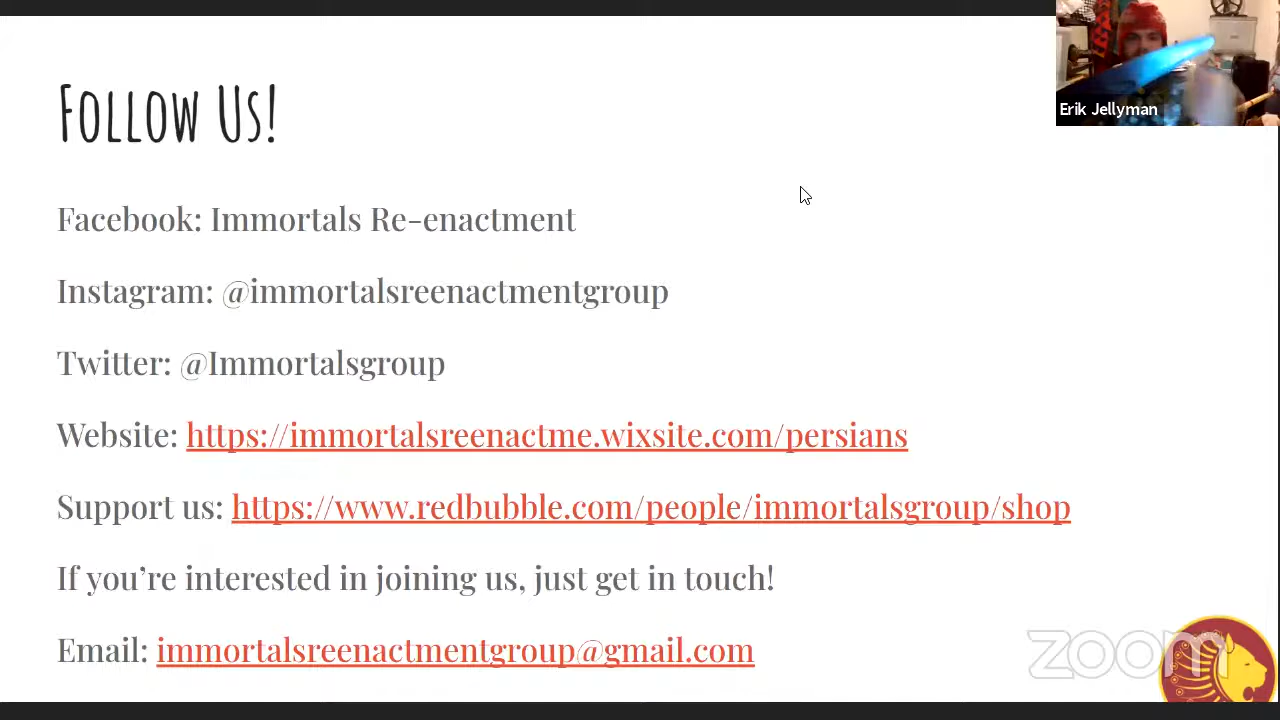 Follow Us!
Erik Jellyman
Facebook: Immortals Re-enactment
Instagram: @immortalsreenactmentgroup
Twitter: @Immortalsgroup
Website: https://immortalsreenactme.wixsite.com/persians
Support us: https://www.redbubble.com/people/immortalsgroup/shop
If you’re interested in joining us, just get in touch!
Email: immortalsreenactmentgroup@gmail.com
zoom